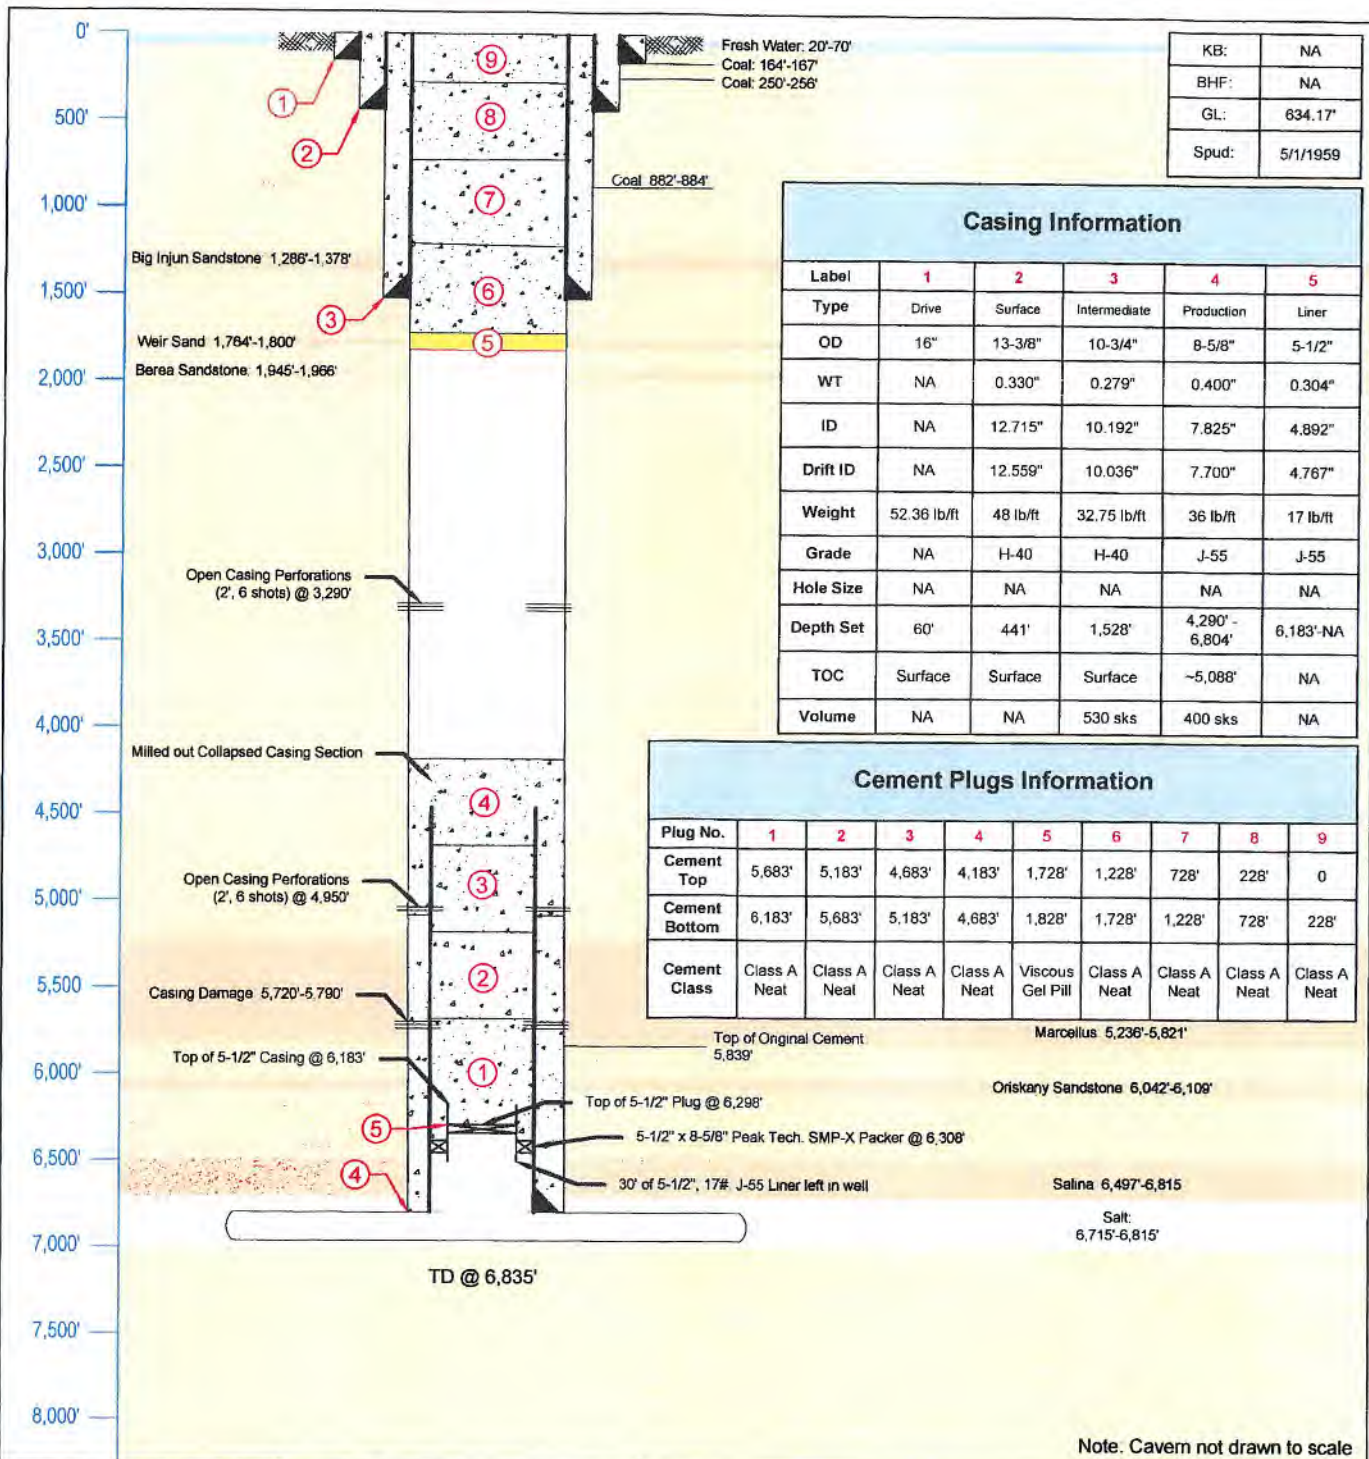 0'
500'
1,000'
1,500'
2,000'
2,500'
3,000'
3,500'
4,000'
4,500'
5,000'
5,500
6,000'
6,500'
7,000'
7,500'
8,000'
1
2
3
9
8
7
6
5
4
3
2
1
5
4
Fresh Water: 20'-70'
Coal: 164'-167'
Coal: 250'-256'
Coal 882'-884'
Big Injun Sandstone 1,286'-1,378'
Weir Sand 1,764'-1,800'
Berea Sandstone: 1,945'-1,966'
Open Casing Perforations
(2', 6 shots) @ 3,290'
Milled out Collapsed Casing Section
Open Casing Perforations
(2', 6 shots) @ 4,950'
Casing Damage 5,720'-5,790'
Top of 5-1/2" Casing @ 6,183'
KB: NA
BHF: NA
GL: 634.17'
Spud: 5/1/1959
Casing Information
Label 1 2 3 4 5
Type Drive Surface Intermediate Production Liner
OD 16" 13-3/8" 10-3/4" 8-5/8" 5-1/2"
WT NA 0.330" 0.279" 0.400" 0.304"
ID NA 12.715" 10.192" 7.825" 4.892"
Drift ID NA 12.559" 10.036" 7.700" 4.767"
Weight 52.36 lb/ft 48 lb/ft 32.75 lb/ft 36 lb/ft 17 lb/ft
Grade NA H-40 H-40 J-55 J-55
Hole Size NA NA NA NA NA
Depth Set 60' 441' 1,528' 4,290' - 6,804' 6,183'-NA
TOC Surface Surface Surface ~5,088' NA
Volume NA NA 530 sks 400 sks NA
Cement Plugs Information
Plug No. 1 2 3 4 5 6 7 8 9
Cement Top 5,683' 5,183' 4,683' 4,183' 1,728' 1,228' 728' 228' 0
Cement Bottom 6,183' 5,683' 5,183' 4,683' 1,828' 1,728' 1,228' 728' 228'
Cement Class Class A Neat Class A Neat Class A Neat Class A Neat Viscous Gel Pill Class A Neat Class A Neat Class A Neat Class A Neat
Top of Original Cement
5,839'
Marcellus 5,236'-5,821'
Oriskany Sandstone 6,042'-6,109'
Top of 5-1/2" Plug @ 6,298'
5-1/2" x 8-5/8" Peak Tech. SMP-X Packer @ 6,308'
30' of 5-1/2", 17# J-55 Liner left in well
Salina 6,497'-6,815
Salt:
6,715'-6,815'
TD @ 6,835'
Note. Cavern not drawn to scale